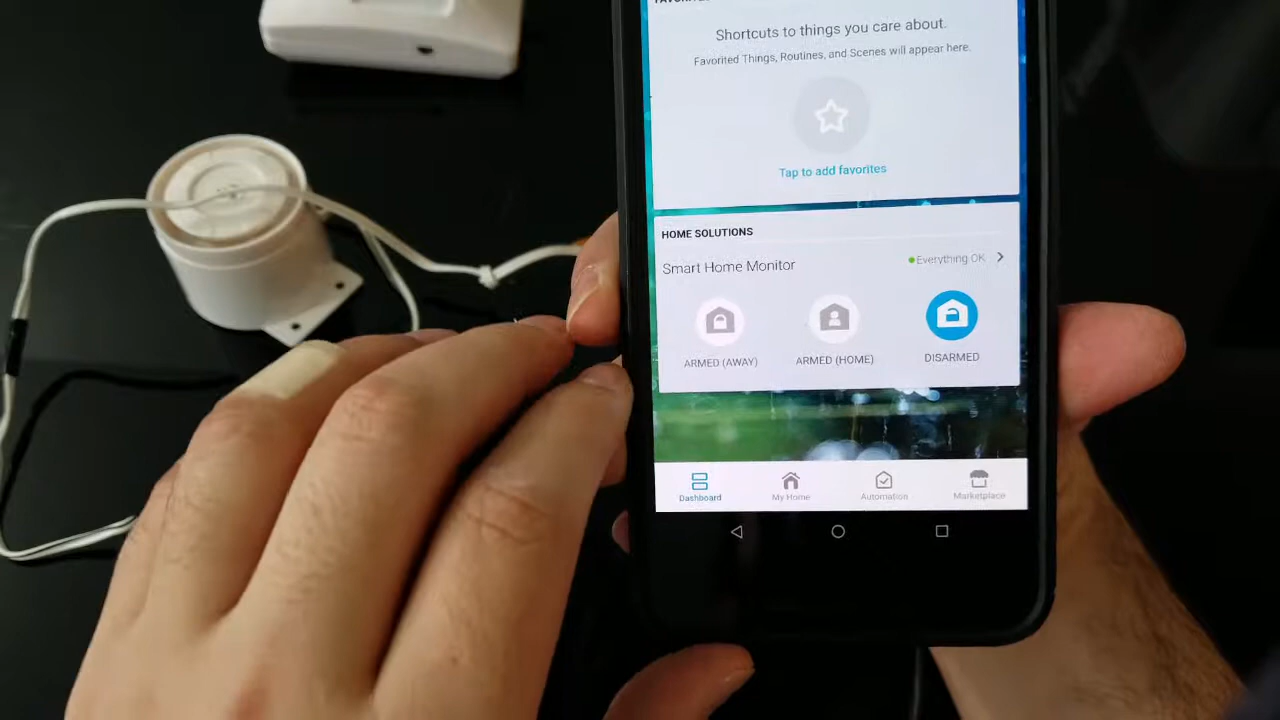 Shortcuts to things you care about.
Favorited Things, Routines, and Scenes will appear here.
Tap to add favorites
HOME SOLUTIONS
Smart Home Monitor
Everything OK
ARMED (AWAY)
ARMED (HOME)
DISARMED
Dashboard
My Home
Automation
Marketplace